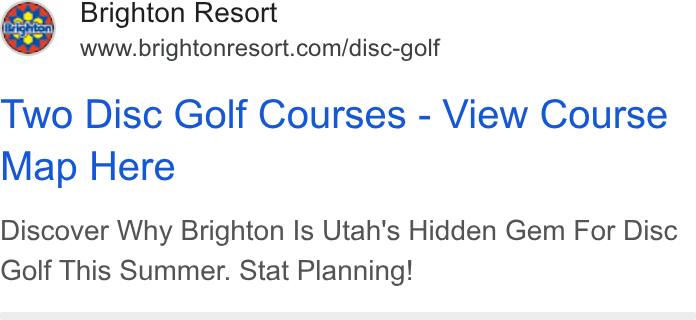 Brighton
Brighton Resort
www.brightonresort.com/disc-golf
Two Disc Golf Courses - View Course
Map Here
Discover Why Brighton Is Utah's Hidden Gem For Disc
Golf This Summer. Stat Planning!